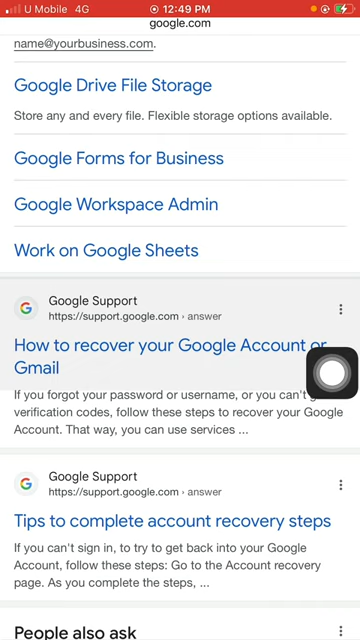 U Mobile 4G 12:49 PM
google.com
name@yourbusiness.com.
Google Drive File Storage
Store any and every file. Flexible storage options available.
Google Forms for Business
Google Workspace Admin
Work on Google Sheets
Google Support
https://support.google.com › answer
How to recover your Google Account or
Gmail
If you forgot your password or username, or you can't
verification codes, follow these steps to recover your Google
Account. That way, you can use services ...
Google Support
https://support.google.com › answer
Tips to complete account recovery steps
If you can't sign in, to try to get back into your Google
Account, follow these steps: Go to the Account recovery
page. As you complete the steps, ...
People also ask